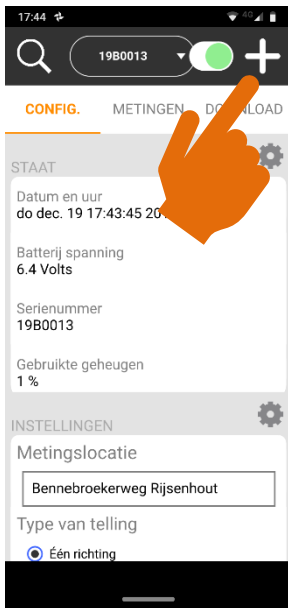 17:44 4G
19B0013
CONFIG. METINGEN
STAAT
Datum en uur
do dec. 19 17:43:45
Batterij spanning
6.4 Volts
Serienummer
19B0013
Gebruikte geheugen
1 %
INSTELLINGEN
Metingslocatie
Bennebroekerweg Rijsenhout
Type van telling
Één richting